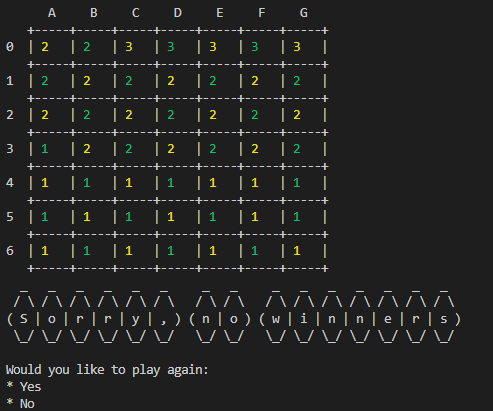 A B C D E F G
0 | 2 | 2 | 3 | 3 | 3 | 3 | 3 |
1 | 2 | 2 | 2 | 2 | 2 | 2 | 2 |
2 | 2 | 2 | 2 | 2 | 2 | 2 | 2 |
3 | 1 | 2 | 2 | 2 | 2 | 2 | 2 |
4 | 1 | 1 | 1 | 1 | 1 | 1 | 1 |
5 | 1 | 1 | 1 | 1 | 1 | 1 | 1 |
6 | 1 | 1 | 1 | 1 | 1 | 1 | 1 |
( S | o | r | r | y | , ) ( n | o ) ( w | i | n | n | e | r | s )
Would you like to play again:
* Yes
* No